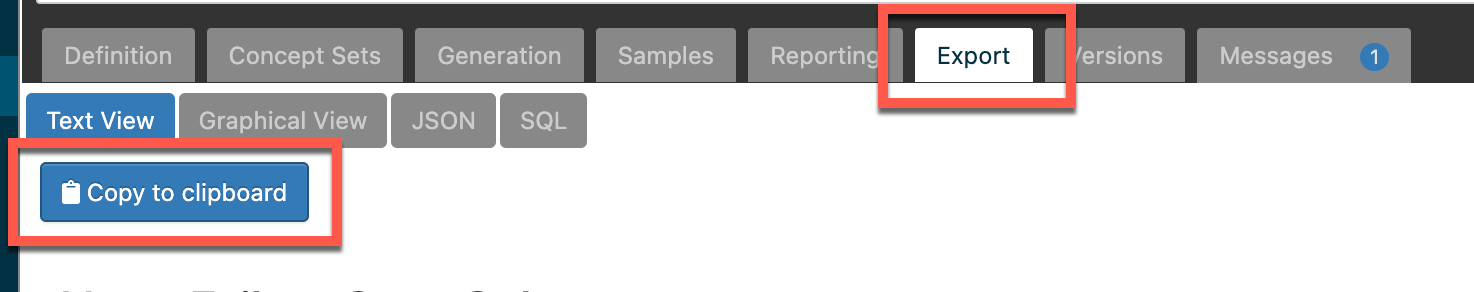 Definition Concept Sets Generation Samples Reporting Export Versions Messages 1
Text View Graphical View JSON SQL
Copy to clipboard